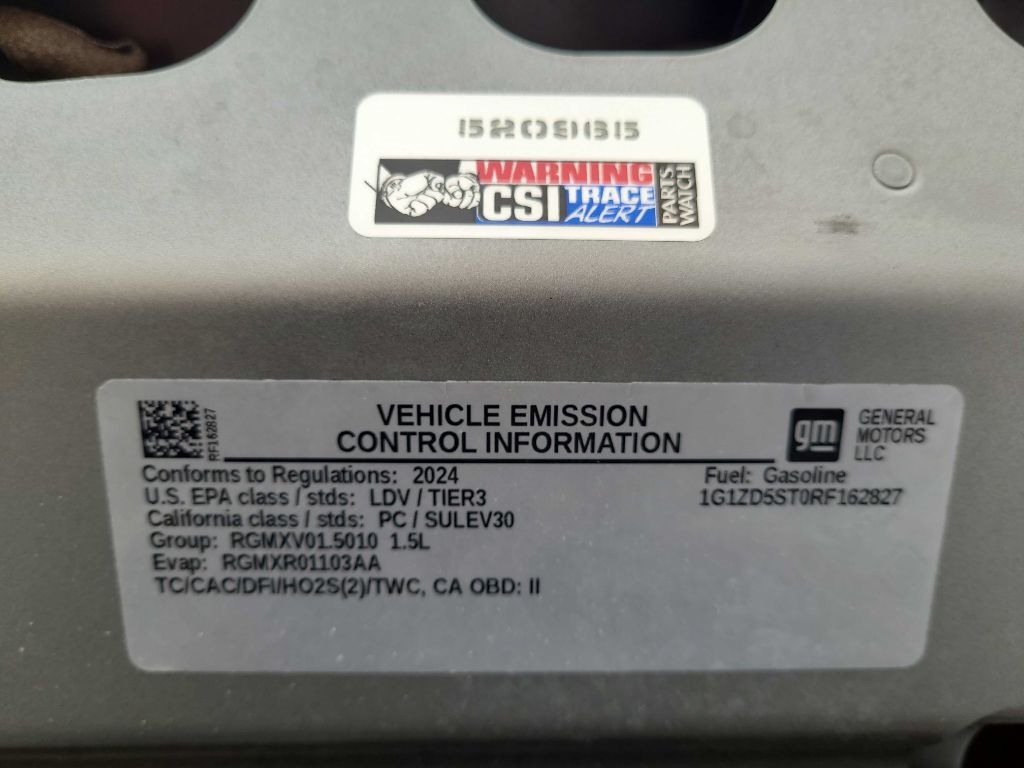 5209615
WARNING
CSI TRACE
ALERT
PARTS
WATCH
RF162827
VEHICLE EMISSION
CONTROL INFORMATION
gm
GENERAL
MOTORS
LLC
Conforms to Regulations: 2024
Fuel: Gasoline
U.S. EPA class / stds: LDV / TIER3
1G1ZD5ST0RF162827
California class / stds: PC / SULEV30
Group: RGMXV01.5010 1.5L
Evap: RGMXR01103AA
TC/CAC/DFI/HO2S(2)/TWC, CA OBD: II